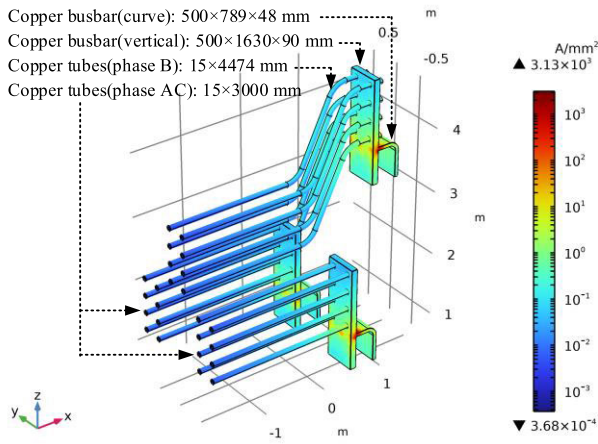 Copper busbar(curve): 500×789×48 mm
Copper busbar(vertical): 500×1630×90 mm
Copper tubes(phase B): 15×4474 mm
Copper tubes(phase AC): 15×3000 mm
m
0.5
-0.5
4
3
m
2
1
1
0
m
-1
A/mm²
▲ 3.13×10³
10³
10²
10¹
10⁰
10⁻¹
10⁻²
10⁻³
▼ 3.68×10⁻⁴
z
y
x